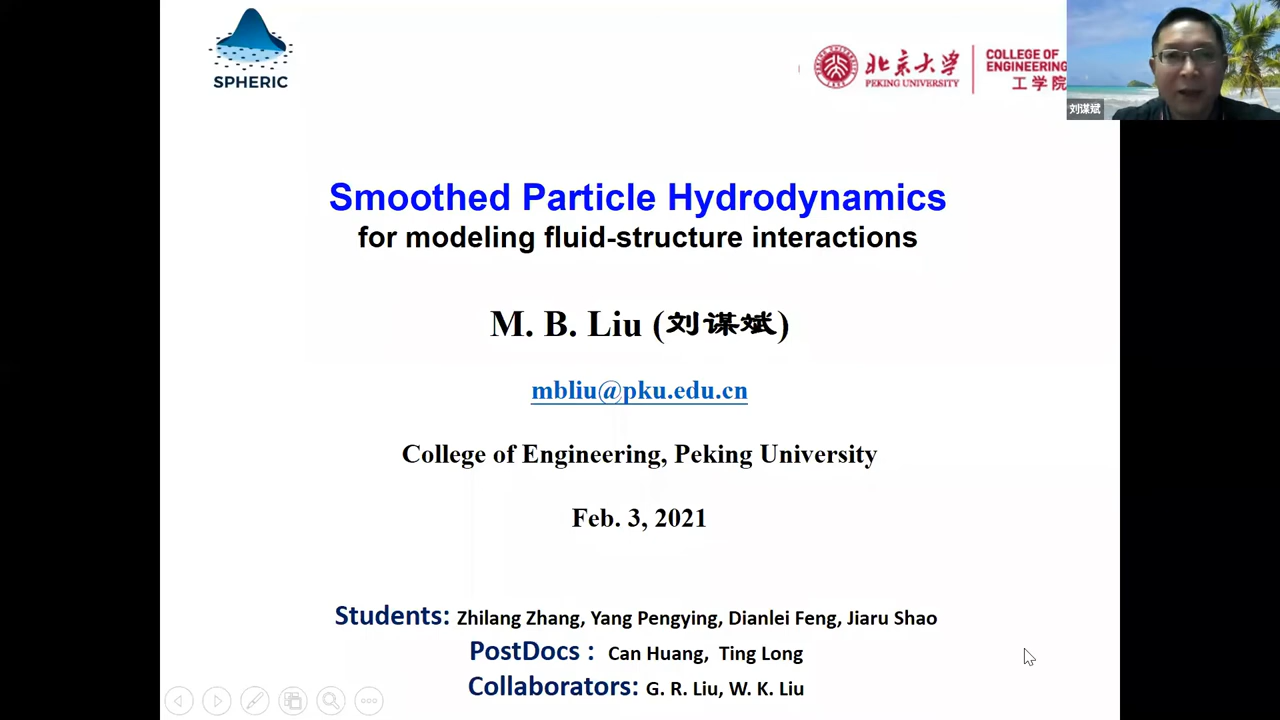 SPHERIC
北京大学
PEKING UNIVERSITY
COLLEGE OF
ENGINEERING
工学院
刘谋斌
Smoothed Particle Hydrodynamics
for modeling fluid-structure interactions
M. B. Liu (刘谋斌)
mbliu@pku.edu.cn
College of Engineering, Peking University
Feb. 3, 2021
Students: Zhilang Zhang, Yang Pengying, Dianlei Feng, Jiaru Shao
PostDocs : Can Huang, Ting Long
Collaborators: G. R. Liu, W. K. Liu